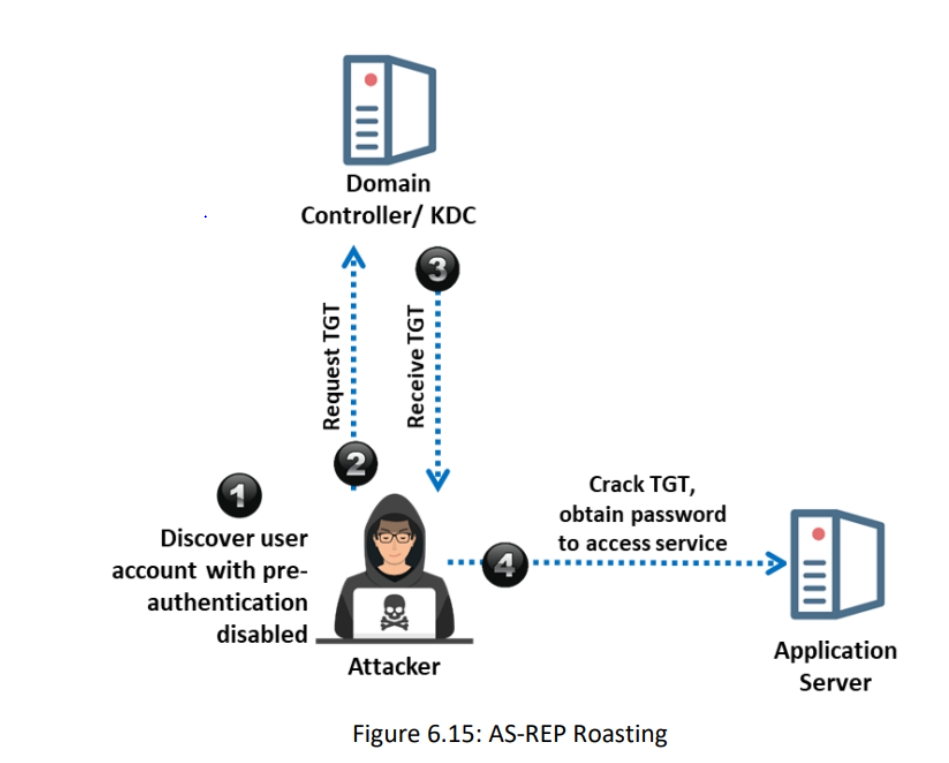 Domain
Controller/ KDC
3
Request TGT
Receive TGT
2
1
Discover user
account with pre-
authentication
disabled
Crack TGT,
obtain password
to access service
4
Attacker
Application
Server
Figure 6.15: AS-REP Roasting